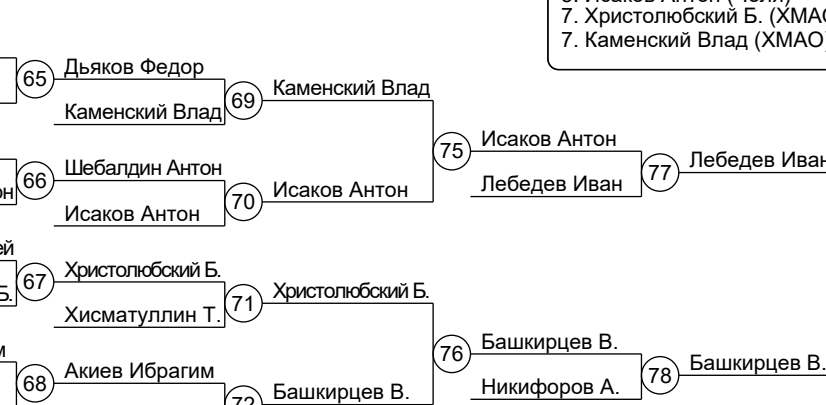 7. Христолюбский Б. (ХМАО
7. Каменский Влад (ХМАО)
65 Дьяков Федор
Каменский Влад
69 Каменский Влад
66 Шебалдин Антон
Исаков Антон
70 Исаков Антон
75 Исаков Антон
Лебедев Иван
77 Лебедев Иван
67 Христолюбский Б.
Хисматуллин Т.
71 Христолюбский Б.
68 Акиев Ибрагим
72 Башкирцев В.
76 Башкирцев В.
Никифоров А.
78 Башкирцев В.